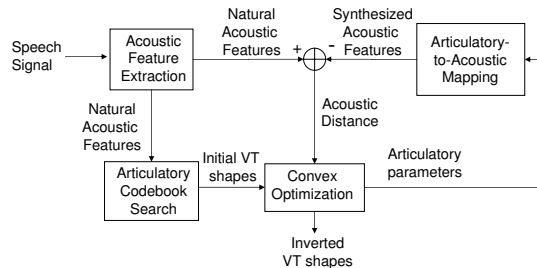 Speech
Signal
Acoustic
Feature
Extraction
Natural
Acoustic
Features
+
-
Synthesized
Acoustic
Features
Articulatory-
to-Acoustic
Mapping
Natural
Acoustic
Features
Acoustic
Distance
Articulatory
Codebook
Search
Initial VT
shapes
Convex
Optimization
Articulatory
parameters
Inverted
VT shapes